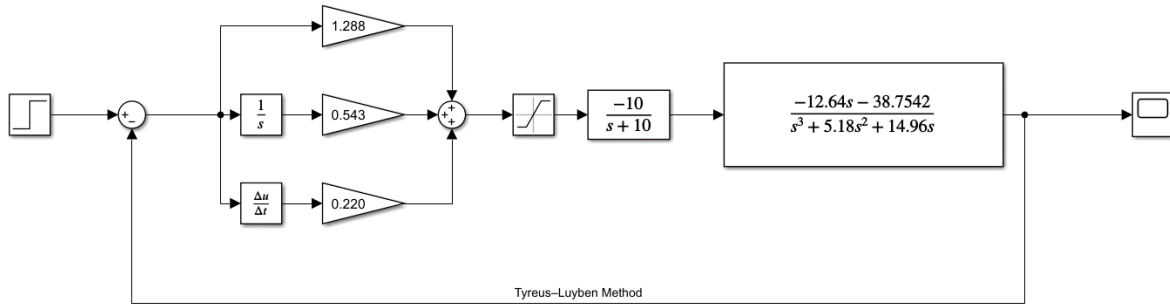 1.288
+
−
1
s
0.543
+
+
+
-10
s + 10
-12.64s − 38.7542
s³ + 5.18s² + 14.96s
Δu
Δt
0.220
Tyreus–Luyben Method